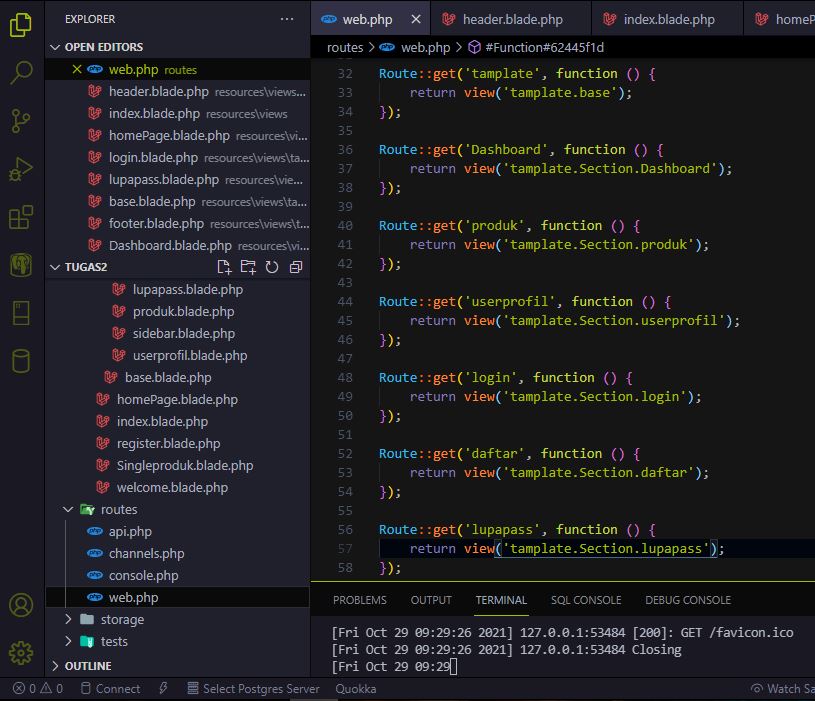 EXPLORER ...
OPEN EDITORS
web.php routes
header.blade.php resources\views...
index.blade.php resources\views
homePage.blade.php resources\vi...
login.blade.php resources\views\ta...
lupapass.blade.php resources\vie...
base.blade.php resources\views\ta...
footer.blade.php resources\views\t...
Dashboard.blade.php resources\vi...
TUGAS2
lupapass.blade.php
produk.blade.php
sidebar.blade.php
userprofil.blade.php
base.blade.php
homePage.blade.php
index.blade.php
register.blade.php
Singleproduk.blade.php
welcome.blade.php
routes
api.php
channels.php
console.php
web.php
storage
tests
OUTLINE
web.php header.blade.php index.blade.php homeP
routes > web.php > #Function#62445f1d
32 Route::get('tamplate', function () {
33 return view('tamplate.base');
34 });
35
36 Route::get('Dashboard', function () {
37 return view('tamplate.Section.Dashboard');
38 });
39
40 Route::get('produk', function () {
41 return view('tamplate.Section.produk');
42 });
43
44 Route::get('userprofil', function () {
45 return view('tamplate.Section.userprofil');
46 });
47
48 Route::get('login', function () {
49 return view('tamplate.Section.login');
50 });
51
52 Route::get('daftar', function () {
53 return view('tamplate.Section.daftar');
54 });
55
56 Route::get('lupapass', function () {
57 return view('tamplate.Section.lupapass');
58 });
PROBLEMS OUTPUT TERMINAL SQL CONSOLE DEBUG CONSOLE
[Fri Oct 29 09:29:26 2021] 127.0.0.1:53484 [200]: GET /favicon.ico
[Fri Oct 29 09:29:26 2021] 127.0.0.1:53484 Closing
[Fri Oct 29 09:29
0 0 Connect Select Postgres Server Quokka Watch Sa